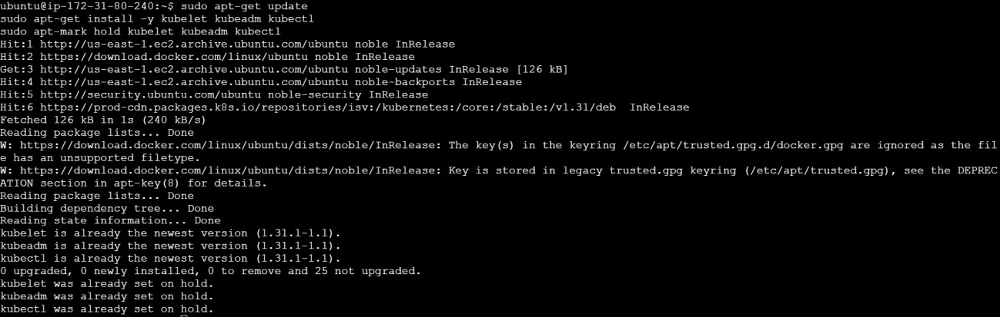 ubuntu@ip-172-31-80-240:~$ sudo apt-get update
sudo apt-get install -y kubelet kubeadm kubectl
sudo apt-mark hold kubelet kubeadm kubectl
Hit:1 http://us-east-1.ec2.archive.ubuntu.com/ubuntu noble InRelease
Hit:2 https://download.docker.com/linux/ubuntu noble InRelease
Get:3 http://us-east-1.ec2.archive.ubuntu.com/ubuntu noble-updates InRelease [126 kB]
Hit:4 http://us-east-1.ec2.archive.ubuntu.com/ubuntu noble-backports InRelease
Hit:5 http://security.ubuntu.com/ubuntu noble-security InRelease
Hit:6 https://prod-cdn.packages.k8s.io/repositories/isv:/kubernetes:/core:/stable:/v1.31/deb  InRelease
Fetched 126 kB in 1s (240 kB/s)
Reading package lists... Done
W: https://download.docker.com/linux/ubuntu/dists/noble/InRelease: The key(s) in the keyring /etc/apt/trusted.gpg.d/docker.gpg are ignored as the fil
e has an unsupported filetype.
W: https://download.docker.com/linux/ubuntu/dists/noble/InRelease: Key is stored in legacy trusted.gpg keyring (/etc/apt/trusted.gpg), see the DEPREC
ATION section in apt-key(8) for details.
Reading package lists... Done
Building dependency tree... Done
Reading state information... Done
kubelet is already the newest version (1.31.1-1.1).
kubeadm is already the newest version (1.31.1-1.1).
kubectl is already the newest version (1.31.1-1.1).
0 upgraded, 0 newly installed, 0 to remove and 25 not upgraded.
kubelet was already set on hold.
kubeadm was already set on hold.
kubectl was already set on hold.